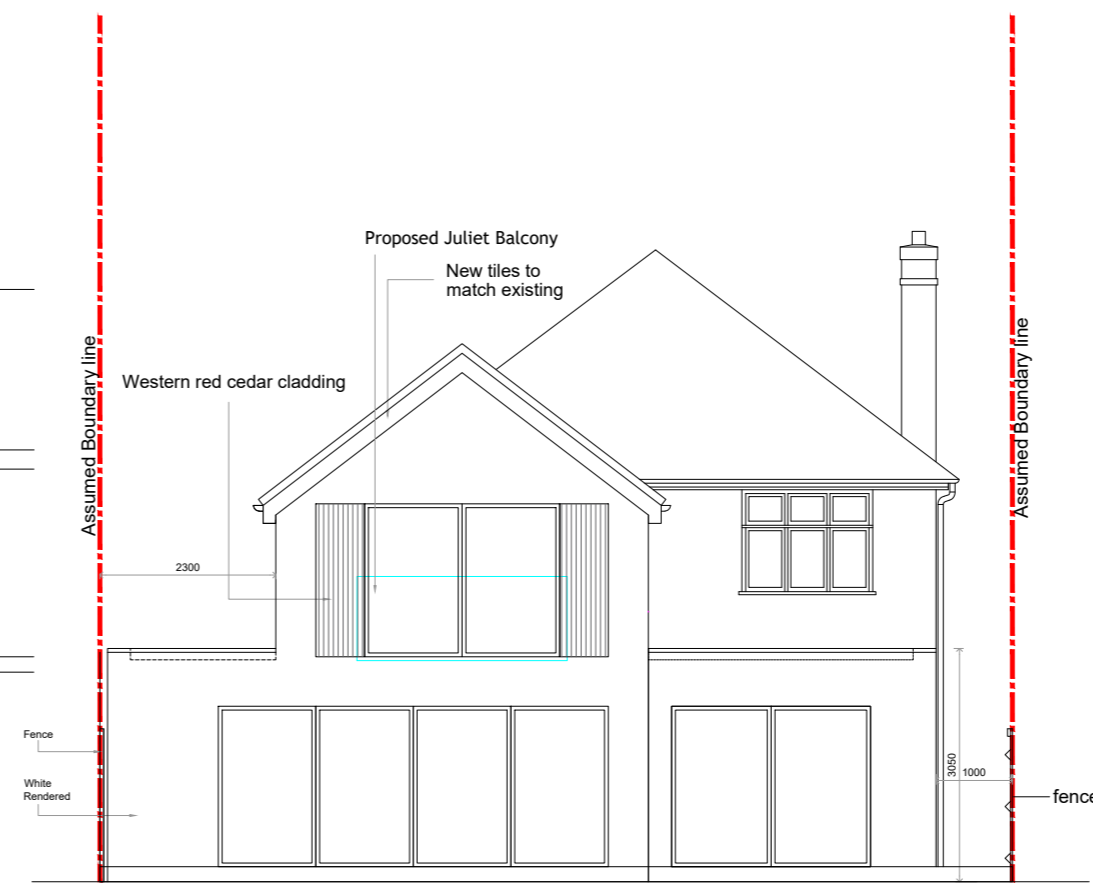 Proposed Juliet Balcony
New tiles to
match existing
Western red cedar cladding
Assumed Boundary line
Assumed Boundary line
2300
Fence
White
Rendered
3050
1000
fence